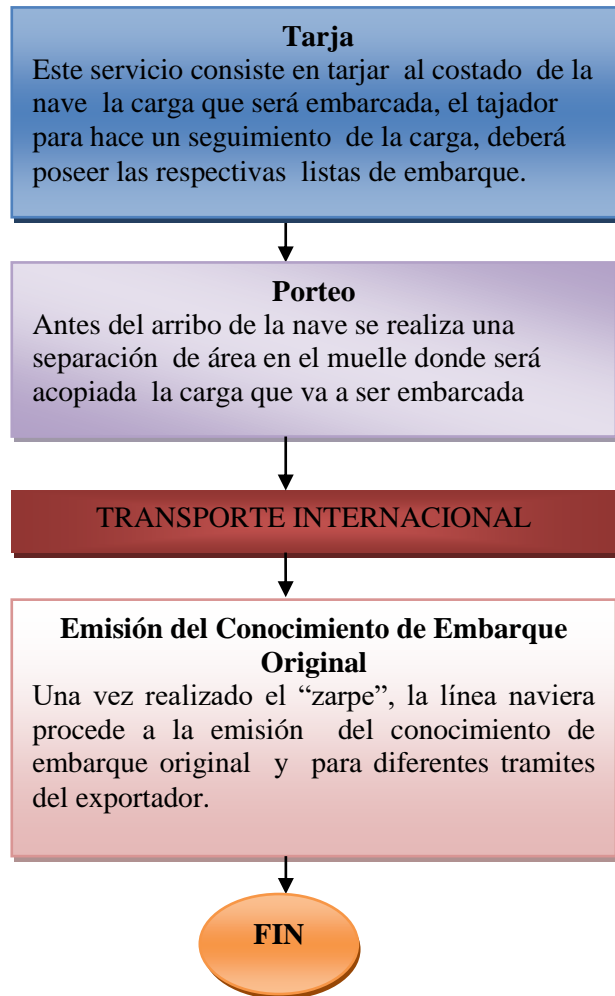 Tarja
Este servicio consiste en tarjar al costado de la
nave la carga que será embarcada, el tajador
para hace un seguimiento de la carga, deberá
poseer las respectivas listas de embarque.
Porteo
Antes del arribo de la nave se realiza una
separación de área en el muelle donde será
acopiada la carga que va a ser embarcada
TRANSPORTE INTERNACIONAL
Emisión del Conocimiento de Embarque
Original
Una vez realizado el “zarpe”, la línea naviera
procede a la emisión del conocimiento de
embarque original y para diferentes tramites
del exportador.
FIN